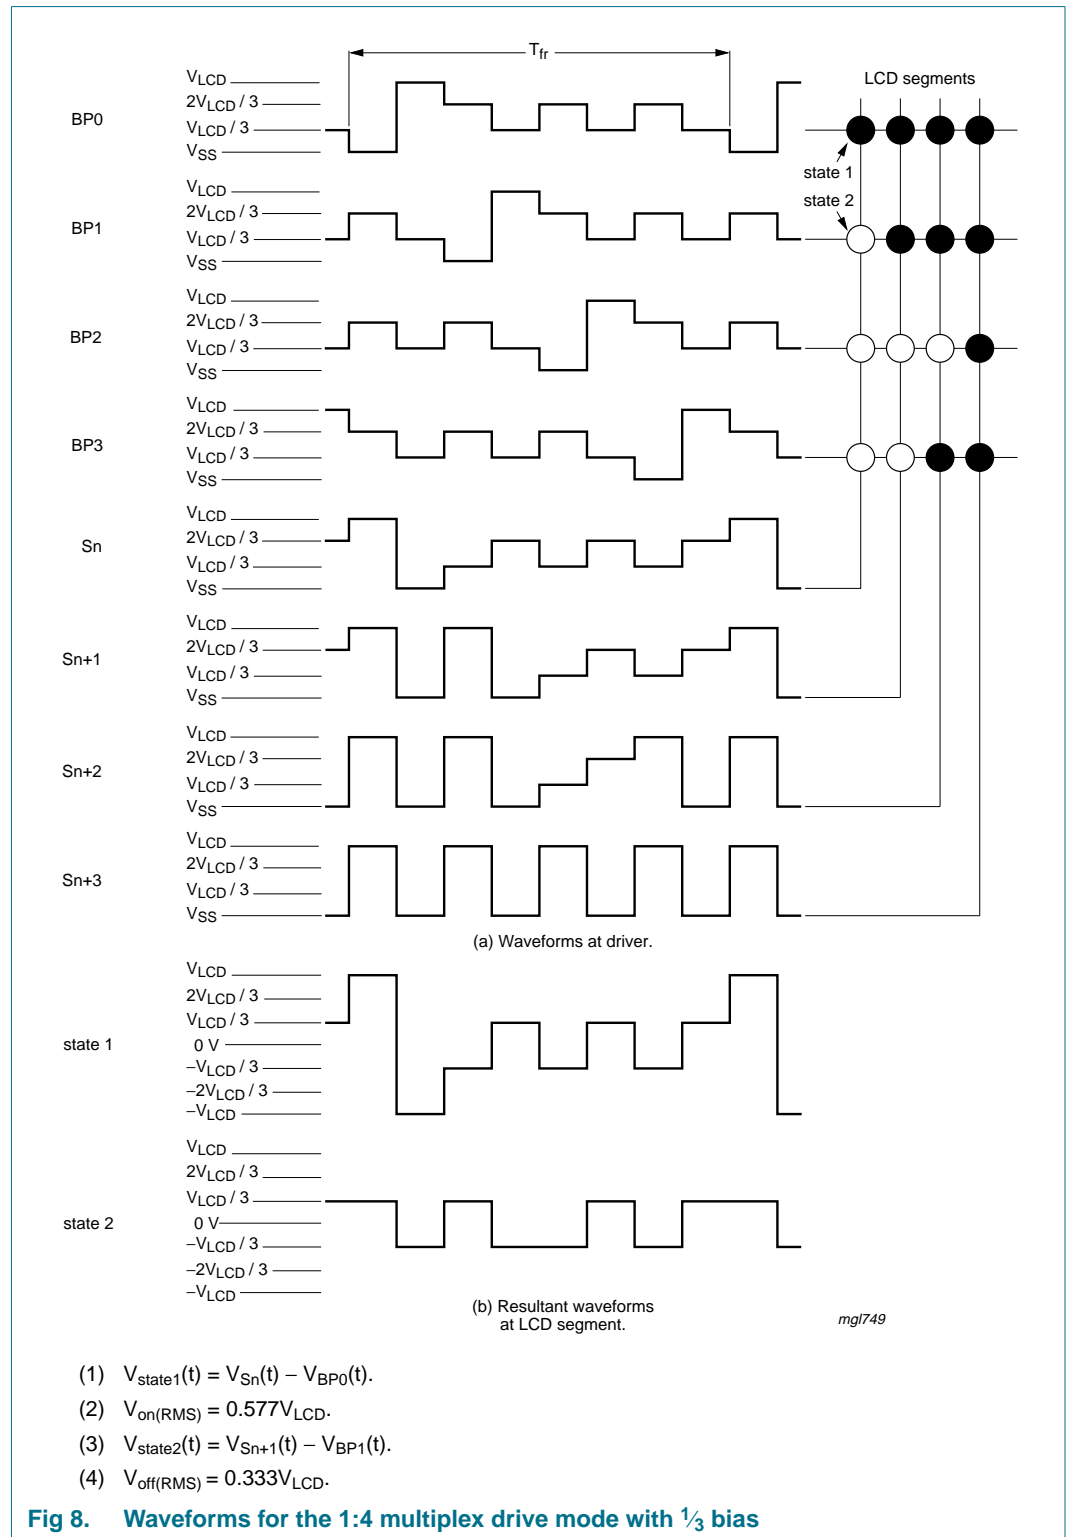 Tfr
VLCD
2VLCD / 3
BP0
VLCD / 3
VSS
LCD segments
state 1
VLCD
state 2
2VLCD / 3
BP1
VLCD / 3
VSS
VLCD
2VLCD / 3
BP2
VLCD / 3
VSS
VLCD
2VLCD / 3
BP3
VLCD / 3
VSS
VLCD
2VLCD / 3
Sn
VLCD / 3
VSS
VLCD
2VLCD / 3
Sn+1
VLCD / 3
VSS
VLCD
2VLCD / 3
Sn+2
VLCD / 3
VSS
VLCD
2VLCD / 3
Sn+3
VLCD / 3
VSS
(a) Waveforms at driver.
VLCD
2VLCD / 3
VLCD / 3
state 1
0 V
−VLCD / 3
−2VLCD / 3
−VLCD
VLCD
2VLCD / 3
VLCD / 3
state 2
0 V
−VLCD / 3
−2VLCD / 3
−VLCD
(b) Resultant waveforms
at LCD segment.
mgl749
(1) Vstate1(t) = VSn(t) − VBP0(t).
(2) Von(RMS) = 0.577VLCD.
(3) Vstate2(t) = VSn+1(t) − VBP1(t).
(4) Voff(RMS) = 0.333VLCD.
Fig 8. Waveforms for the 1:4 multiplex drive mode with 1⁄3 bias